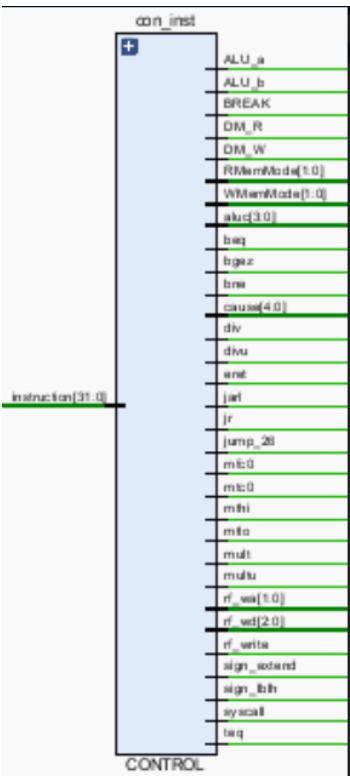 con_inst
ALU_a
ALU_b
BREAK
DM_R
DM_W
RMemMode[1:0]
WMemMode[1:0]
aluc[3:0]
beq
bgez
bne
cause[4:0]
div
divu
eret
instruction[31:0]
jarl
jr
jump_26
mfc0
mtc0
mthi
mtlo
mult
multu
rf_wa[1:0]
rf_wd[2:0]
rf_write
sign_extend
sign_lblh
syscall
teq
CONTROL